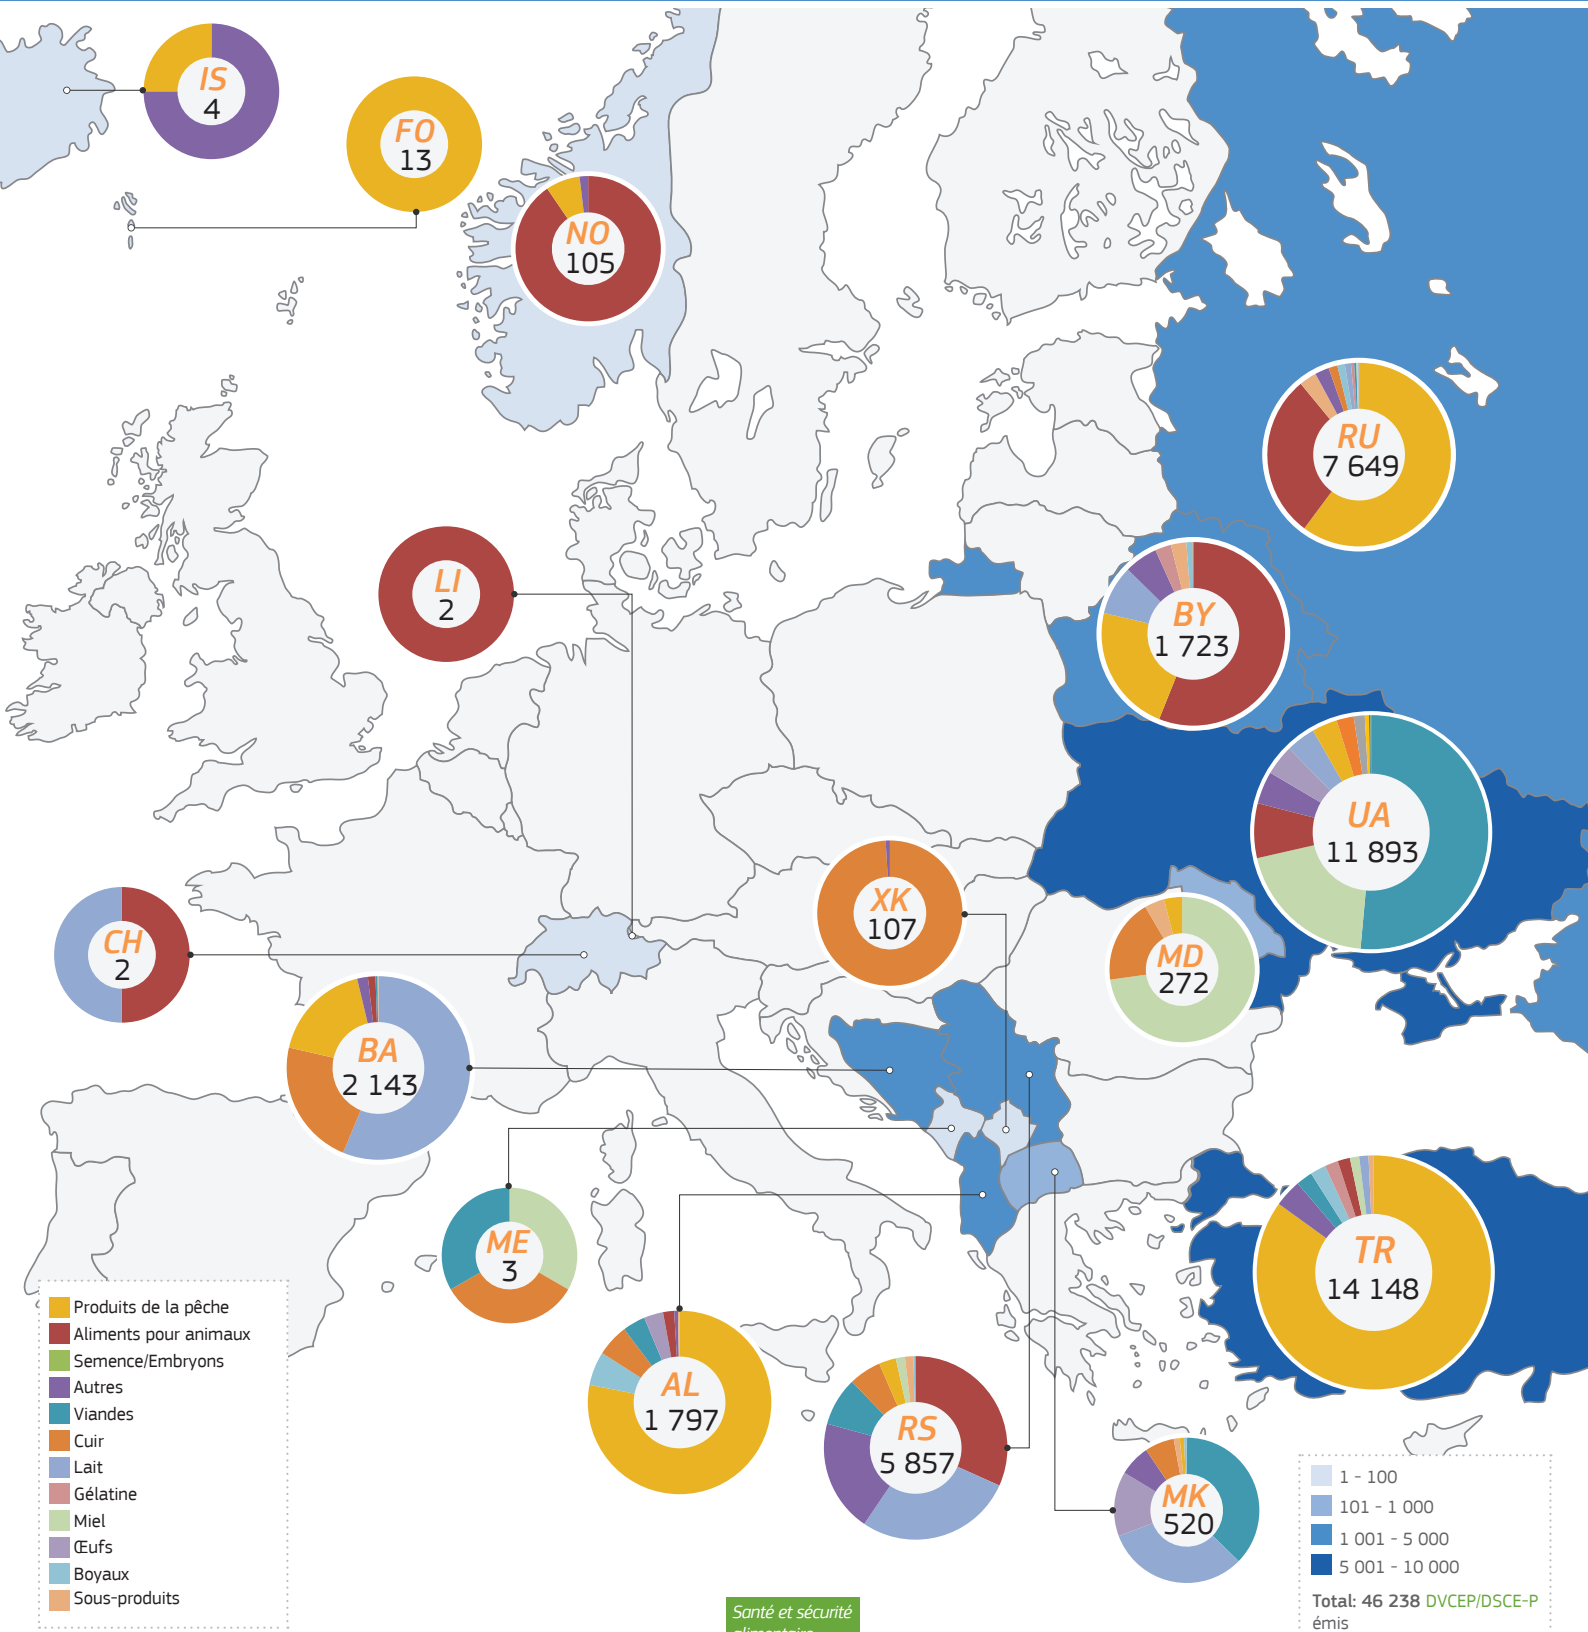 IS
4
FO
13
NO
105
RU
7 649
LI
2
BY
1 723
UA
11 893
XK
107
CH
2
MD
272
BA
2 143
ME
3
TR
14 148
AL
1 797
RS
5 857
MK
520
Produits de la pêche
Aliments pour animaux
Semence/Embryons
Autres
Viandes
Cuir
Lait
Gélatine
Miel
Œufs
Boyaux
Sous-produits
1 - 100
101 - 1 000
1 001 - 5 000
5 001 - 10 000
Total: 46 238 DVCEP/DSCE-P
émis
Santé et sécurité
alimentaire